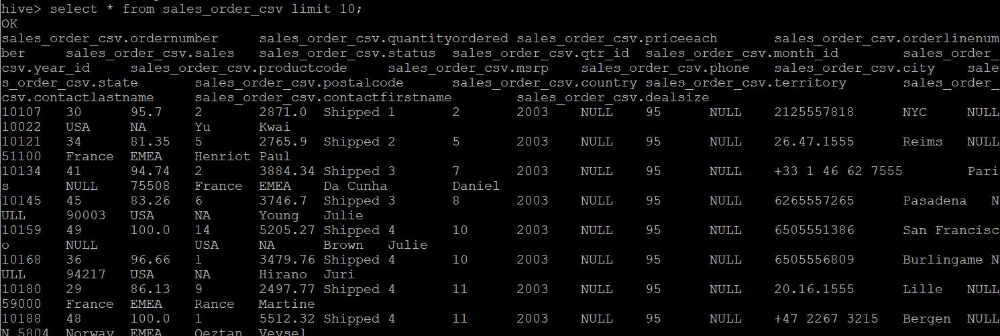 hive> select * from sales_order_csv limit 10;
OK
sales_order_csv.ordernumber sales_order_csv.quantityordered sales_order_csv.priceeach sales_order_csv.orderlinenum
ber sales_order_csv.sales sales_order_csv.status sales_order_csv.qtr_id sales_order_csv.month_id sales_order_
csv.year_id sales_order_csv.productcode sales_order_csv.msrp sales_order_csv.phone sales_order_csv.city sale
s_order_csv.state sales_order_csv.postalcode sales_order_csv.country sales_order_csv.territory sales_order_
csv.contactlastname sales_order_csv.contactfirstname sales_order_csv.dealsize
10107 30 95.7 2 2871.0 Shipped 1 2 2003 NULL 95 NULL 2125557818 NYC NULL
10022 USA NA Yu Kwai
10121 34 81.35 5 2765.9 Shipped 2 5 2003 NULL 95 NULL 26.47.1555 Reims NULL
51100 France EMEA Henriot Paul
10134 41 94.74 2 3884.34 Shipped 3 7 2003 NULL 95 NULL +33 1 46 62 7555 Pari
s NULL 75508 France EMEA Da Cunha Daniel
10145 45 83.26 6 3746.7 Shipped 3 8 2003 NULL 95 NULL 6265557265 Pasadena N
ULL 90003 USA NA Young Julie
10159 49 100.0 14 5205.27 Shipped 4 10 2003 NULL 95 NULL 6505551386 San Francisc
o NULL USA NA Brown Julie
10168 36 96.66 1 3479.76 Shipped 4 10 2003 NULL 95 NULL 6505556809 Burlingame N
ULL 94217 USA NA Hirano Juri
10180 29 86.13 9 2497.77 Shipped 4 11 2003 NULL 95 NULL 20.16.1555 Lille NULL
59000 France EMEA Rance Martine
10188 48 100.0 1 5512.32 Shipped 4 11 2003 NULL 95 NULL +47 2267 3215 Bergen NULL
N 5804 Norway EMEA Oeztan Veysel